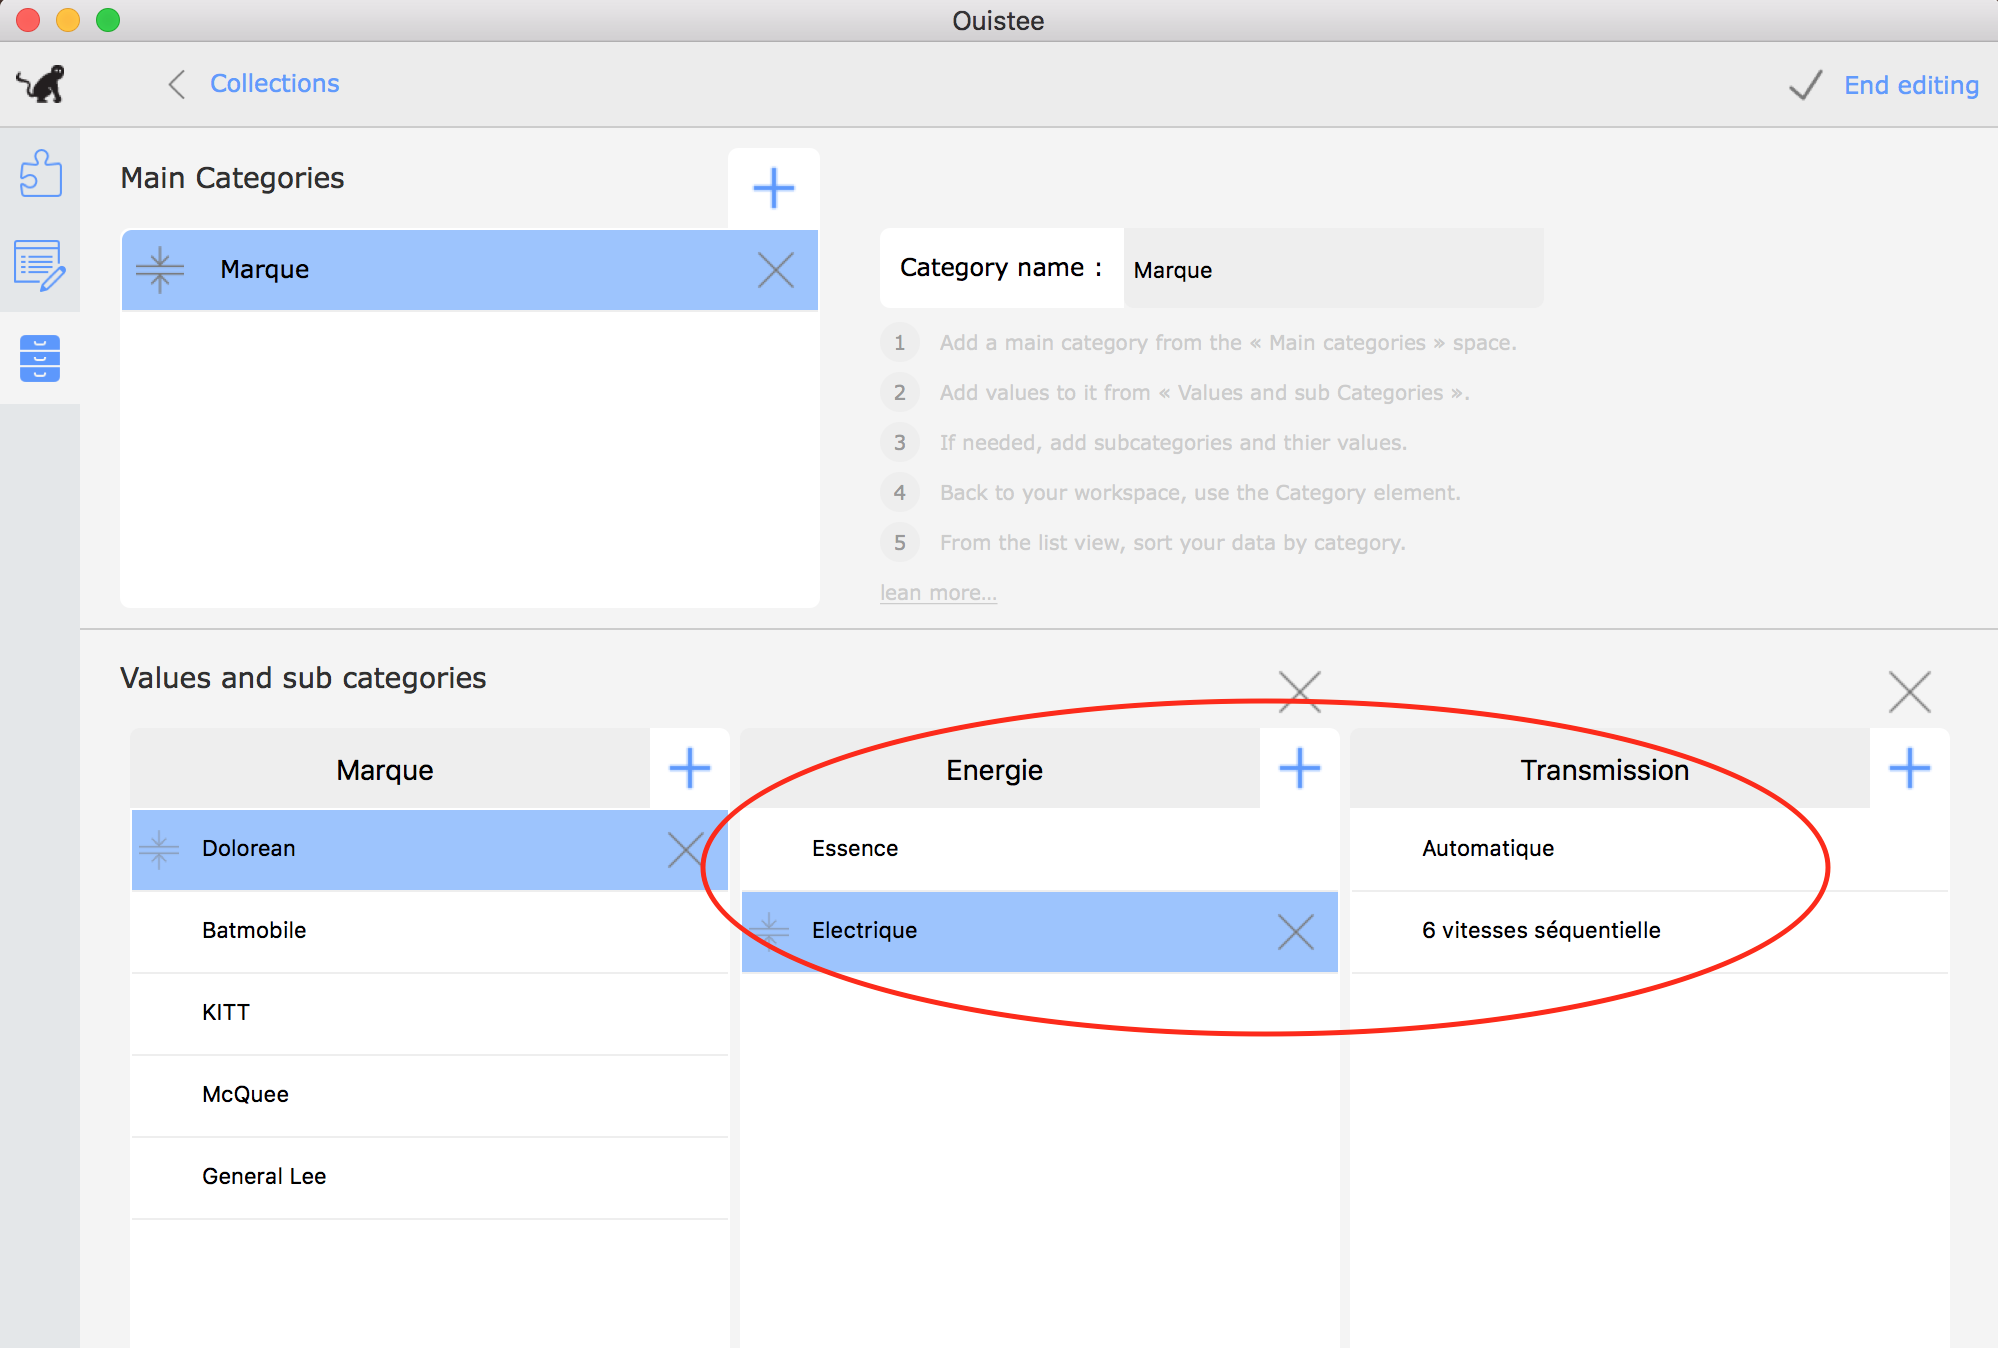 Ouistee
Collections
End editing
Main Categories
Marque
Category name :
Marque
1 Add a main category from the « Main categories » space.
2 Add values to it from « Values and sub Categories ».
3 If needed, add subcategories and thier values.
4 Back to your workspace, use the Category element.
5 From the list view, sort your data by category.
lean more...
Values and sub categories
Marque
Dolorean
Batmobile
KITT
McQuee
General Lee
Energie
Essence
Electrique
Transmission
Automatique
6 vitesses séquentielle